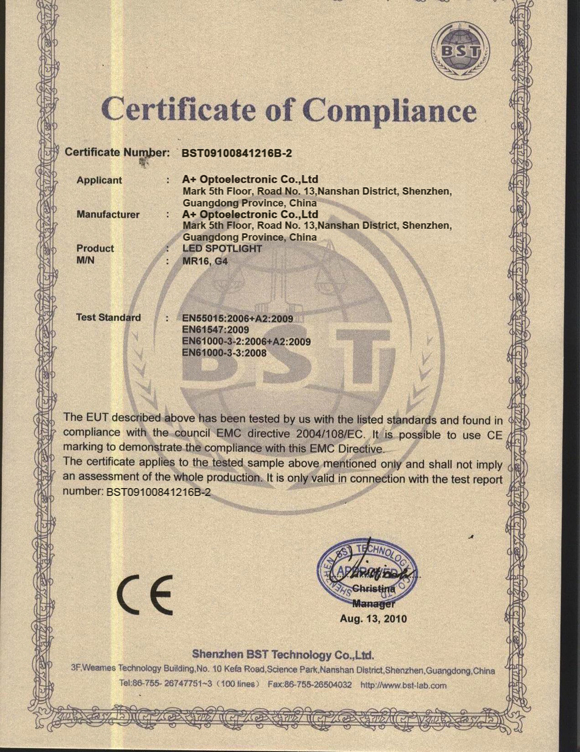 BST
Certificate of Compliance
Certificate Number: BST09100841216B-2
Applicant : A+ Optoelectronic Co.,Ltd
Mark 5th Floor, Road No. 13,Nanshan District, Shenzhen,
Guangdong Province, China
Manufacturer : A+ Optoelectronic Co.,Ltd
Mark 5th Floor, Road No. 13,Nanshan District, Shenzhen,
Guangdong Province, China
Product : LED SPOTLIGHT
M/N : MR16, G4
Test Standard : EN55015:2006+A2:2009
EN61547:2009
EN61000-3-2:2006+A2:2009
EN61000-3-3:2008
BST
The EUT described above has been tested by us with the listed standards and found in
compliance with the council EMC directive 2004/108/EC. It is possible to use CE
marking to demonstrate the compliance with this EMC Directive.
The certificate applies to the tested sample above mentioned only and shall not imply
an assessment of the whole production. It is only valid in connection with the test report
number: BST09100841216B-2
SHENZHEN BST TECHNOLOGY CO., LTD
APPROVED
Christina
Manager
Aug. 13, 2010
CE
Shenzhen BST Technology Co.,Ltd.
3F,Weames Technology Building,No. 10 Kefa Road,Science Park,Nanshan District,Shenzhen,Guangdong,China
Tel:86-755- 26747751~3 (100 lines) Fax:86-755-26504032 http://www.bst-lab.com